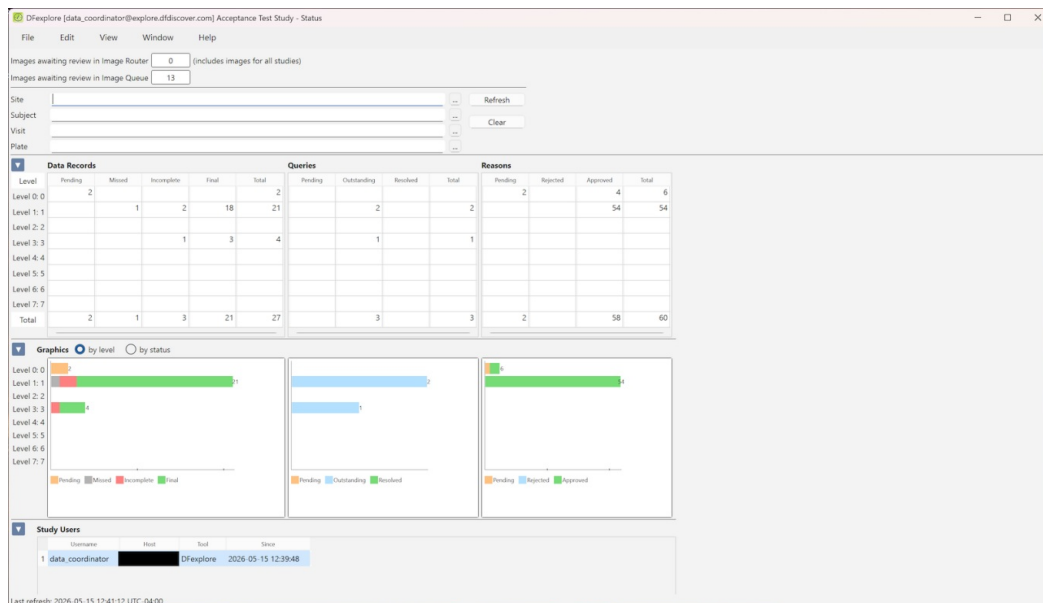 DFexplore [data_coordinator@explore.dfdiscover.com] Acceptance Test Study - Status
File Edit View Window Help
Images awaiting review in Image Router 0 (includes images for all studies)
Images awaiting review in Image Queue 13
Site ... Refresh
Subject ... Clear
Visit ...
Plate ...
Data Records Queries Reasons
Level Pending Missed Incomplete Final Total Pending Outstanding Resolved Total Pending Rejected Approved Total
Level 0: 0 2 2 2 4 6
Level 1: 1 1 2 18 21 2 2 54 54
Level 2: 2
Level 3: 3 1 3 4 1 1
Level 4: 4
Level 5: 5
Level 6: 6
Level 7: 7
Total 2 1 3 21 27 3 3 2 58 60
Graphics by level by status
Level 0: 0 2 6
Level 1: 1 21 2 54
Level 2: 2
Level 3: 3 4 1
Level 4: 4
Level 5: 5
Level 6: 6
Level 7: 7
Pending Missed Incomplete Final Pending Outstanding Resolved Pending Rejected Approved
Study Users
Username Host Tool Since
1 data_coordinator DFexplore 2026-05-15 12:39:48
Last refresh: 2026-05-15 12:41:12 UTC-04:00